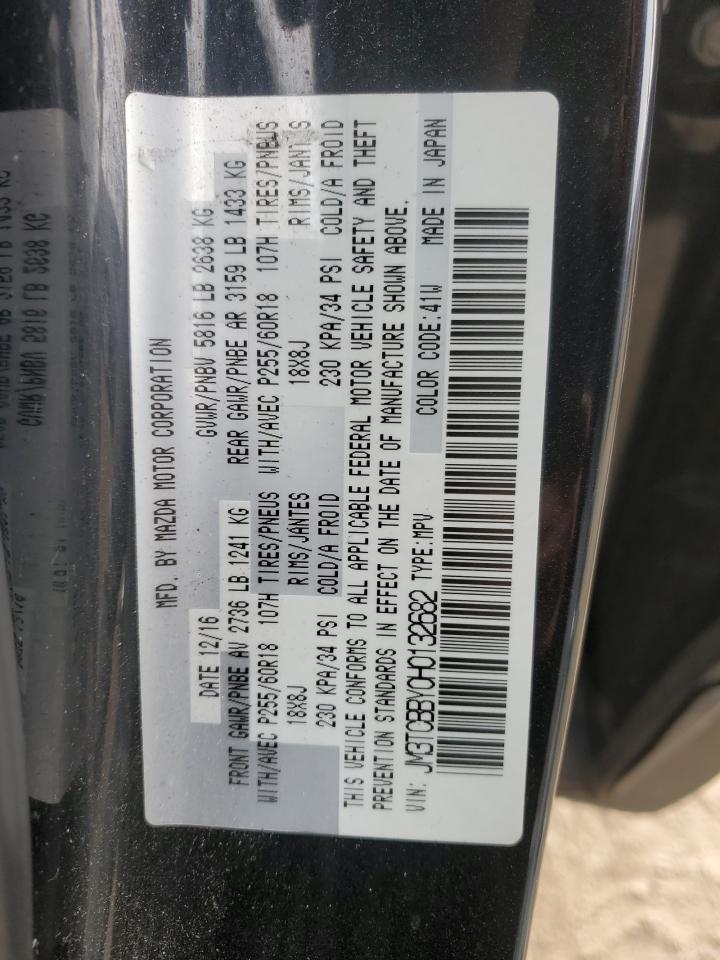 MFD. BY MAZDA MOTOR CORPORATION
DATE 12/16 GVWR/PNBV 5816 LB 2638 KG
FRONT GAWR/PNBE AV 2736 LB 1241 KG REAR GAWR/PNBE AR 3159 LB 1433 KG
WITH/AVEC P255/60R18 107H TIRES/PNEUS WITH/AVEC P255/60R18 107H TIRES/PNEUS
18X8J RIMS/JANTES 18X8J RIMS/JANTES
230 KPA/34 PSI COLD/A FROID 230 KPA/34 PSI COLD/A FROID
THIS VEHICLE CONFORMS TO ALL APPLICABLE FEDERAL MOTOR VEHICLE SAFETY AND THEFT
PREVENTION STANDARDS IN EFFECT ON THE DATE OF MANUFACTURE SHOWN ABOVE.
VIN: JM3TCBBY0H0132682 TYPE:MPV COLOR CODE:41W MADE IN JAPAN